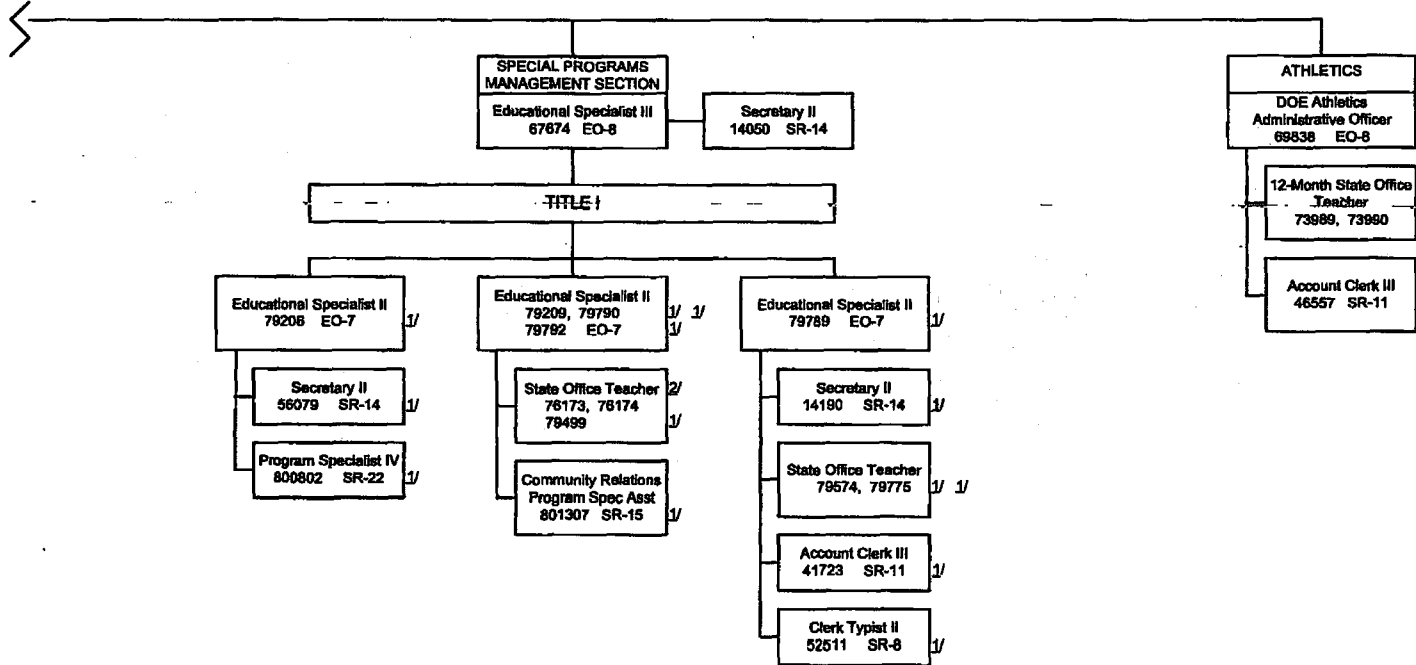 SPECIAL PROGRAMS
MANAGEMENT SECTION
Educational Specialist III
67674 EO-8
Secretary II
14050 SR-14
ATHLETICS
DOE Athletics
Administrative Officer
69838 EO-8
12-Month State Office
Teacher
73989, 73990
Account Clerk III
46557 SR-11
TITLE I
Educational Specialist II
79208 EO-7 1/
Secretary II
56079 SR-14 1/
Program Specialist IV
800802 SR-22 1/
Educational Specialist II
79209, 79790 1/ 1/
79792 EO-7 1/
State Office Teacher 2/
76173, 76174
79499 1/
Community Relations
Program Spec Asst
801307 SR-15 1/
Educational Specialist II
79789 EO-7 1/
Secretary II
14190 SR-14 1/
State Office Teacher
79574, 79775 1/ 1/
Account Clerk III
41723 SR-11 1/
Clerk Typist II
52511 SR-8 1/